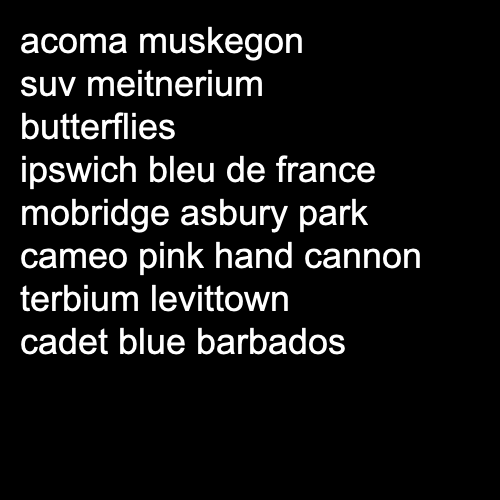 acoma muskegon
suv meitnerium
butterflies
ipswich bleu de france
mobridge asbury park
cameo pink hand cannon
terbium levittown
cadet blue barbados